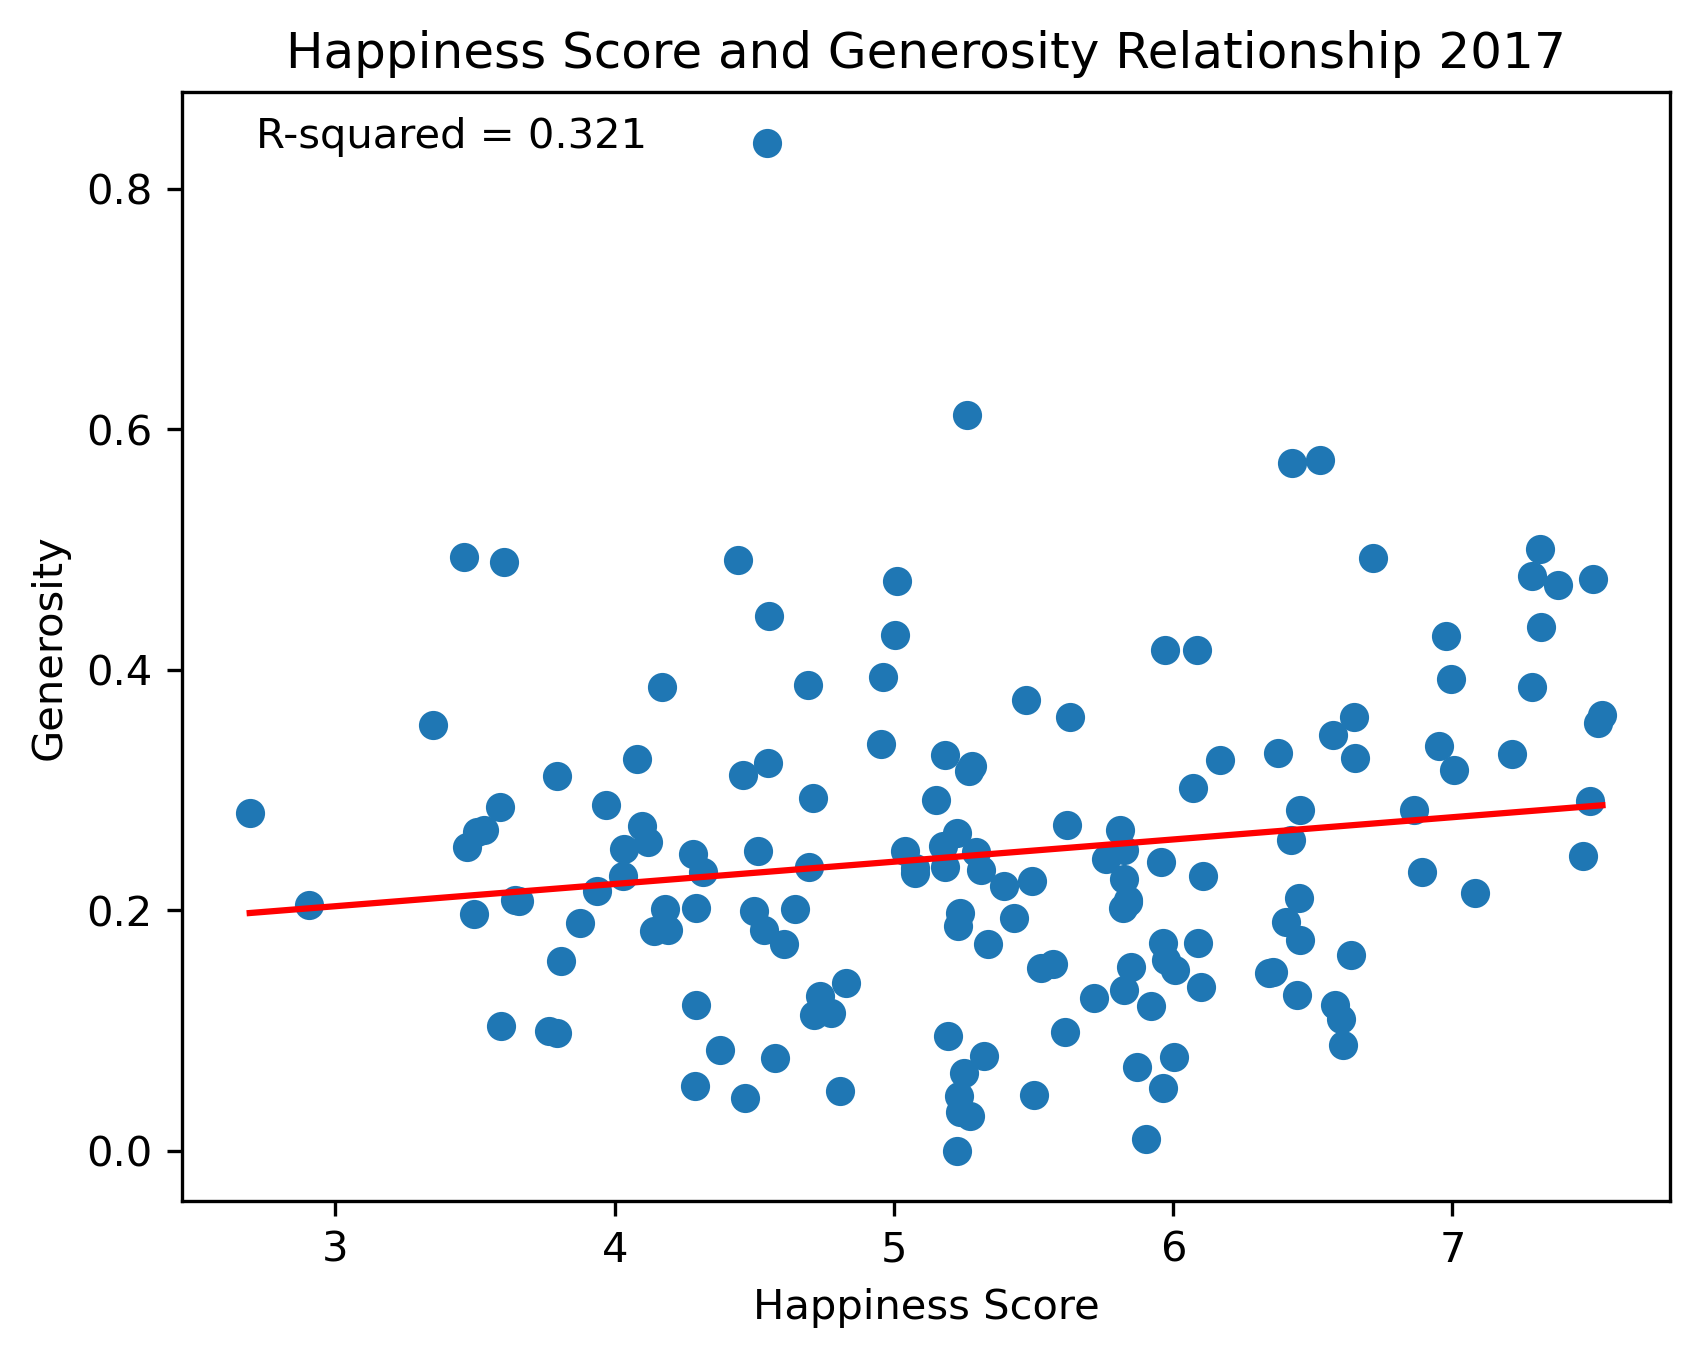 Happiness Score and Generosity Relationship 2017
R-squared = 0.321
0.8
0.6
0.4
0.2
0.0
Generosity
3 4 5 6 7
Happiness Score